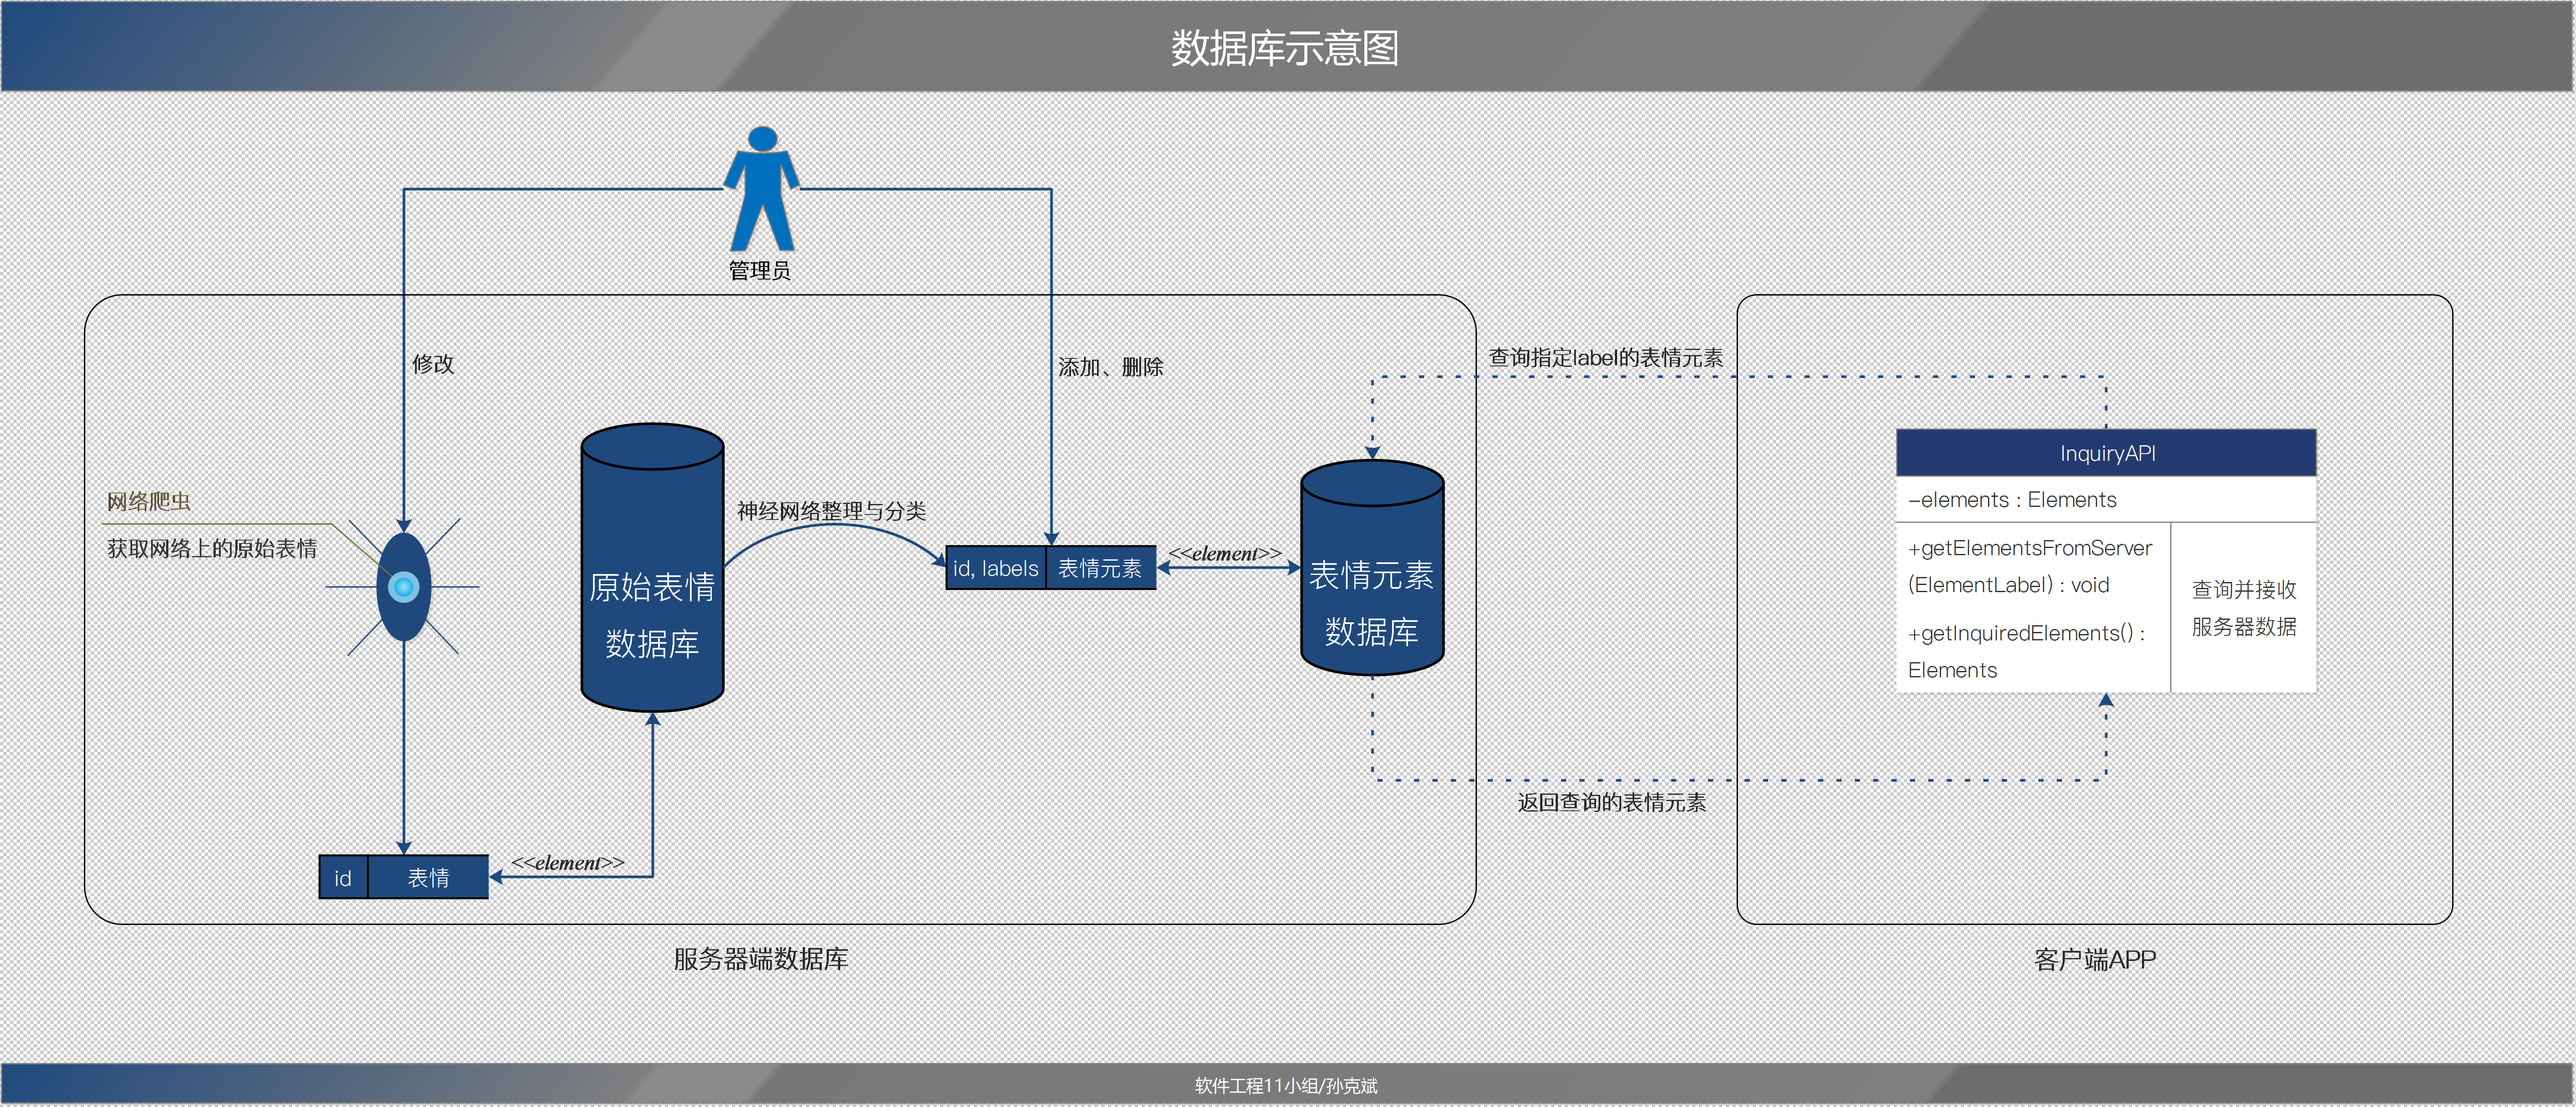 数据库示意图
管理员
修改
添加、删除
查询指定label的表情元素
网络爬虫
获取网络上的原始表情
原始表情
数据库
神经网络整理与分类
id, labels
表情元素
<<element>>
表情元素
数据库
InquiryAPI
-elements : Elements
+getElementsFromServer
(ElementLabel) : void
+getInquiredElements() :
Elements
查询并接收
服务器数据
返回查询的表情元素
id
表情
<<element>>
服务器端数据库
客户端APP
软件工程11小组/孙克斌